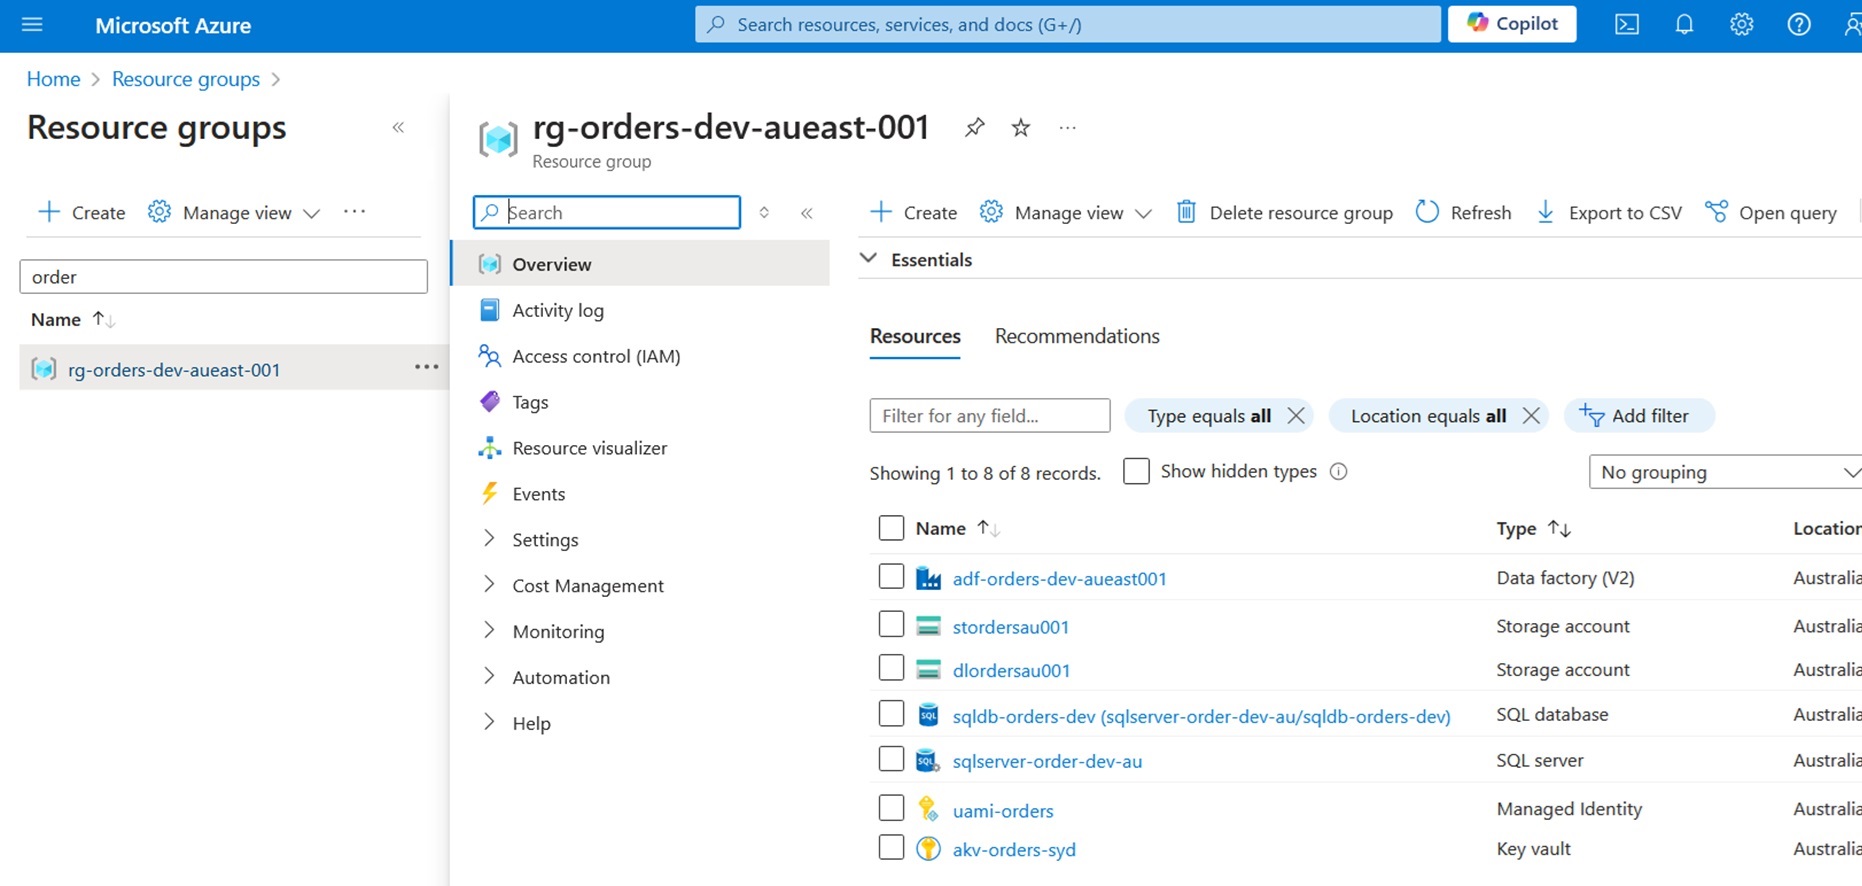 Microsoft Azure
Search resources, services, and docs (G+/)
Copilot
Home > Resource groups >
Resource groups
Create Manage view ···
order
Name
rg-orders-dev-aueast-001 ···
rg-orders-dev-aueast-001 ···
Resource group
Search
Overview
Activity log
Access control (IAM)
Tags
Resource visualizer
Events
Settings
Cost Management
Monitoring
Automation
Help
Create Manage view Delete resource group Refresh Export to CSV Open query
Essentials
Resources Recommendations
Filter for any field... Type equals all Location equals all Add filter
Showing 1 to 8 of 8 records. Show hidden types No grouping
Name Type Location
adf-orders-dev-aueast001 Data factory (V2) Australia
stordersau001 Storage account Australia
dlordersau001 Storage account Australia
sqldb-orders-dev (sqlserver-order-dev-au/sqldb-orders-dev) SQL database Australia
sqlserver-order-dev-au SQL server Australia
uami-orders Managed Identity Australia
akv-orders-syd Key vault Australia